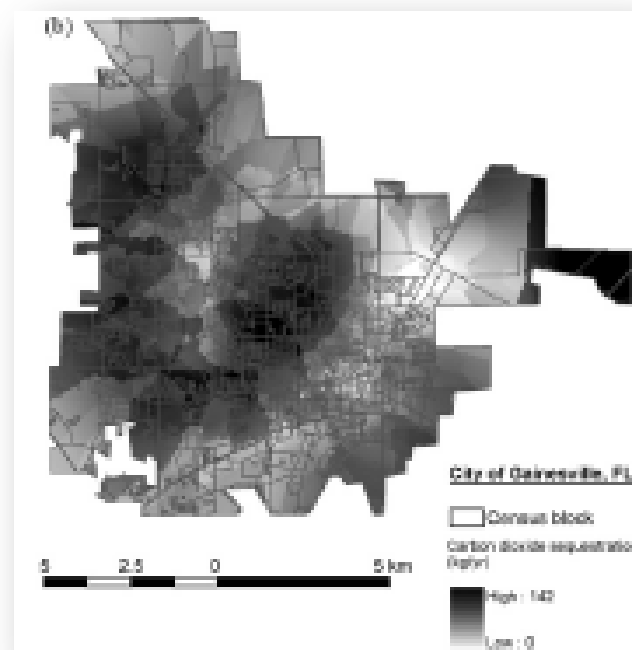 (b)
City of Gainesville, FL
Census block
Carbon dioxide sequestration
(kg/yr)
5 2.5 0 5 km
High : 142
Low : 0